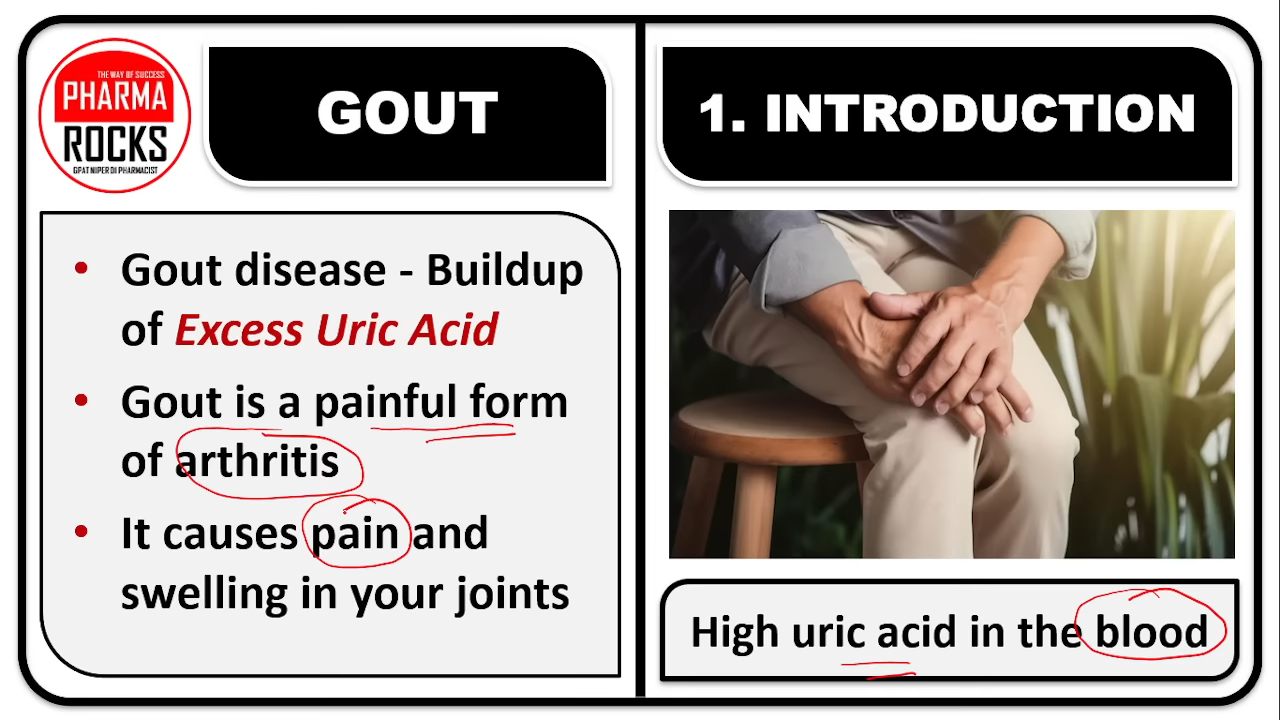 THE WAY OF SUCCESS
PHARMA
ROCKS
GPAT NIPER DI PHARMACIST
GOUT
• Gout disease - Buildup
of Excess Uric Acid
• Gout is a painful form
of arthritis
• It causes pain and
swelling in your joints
1. INTRODUCTION
High uric acid in the blood